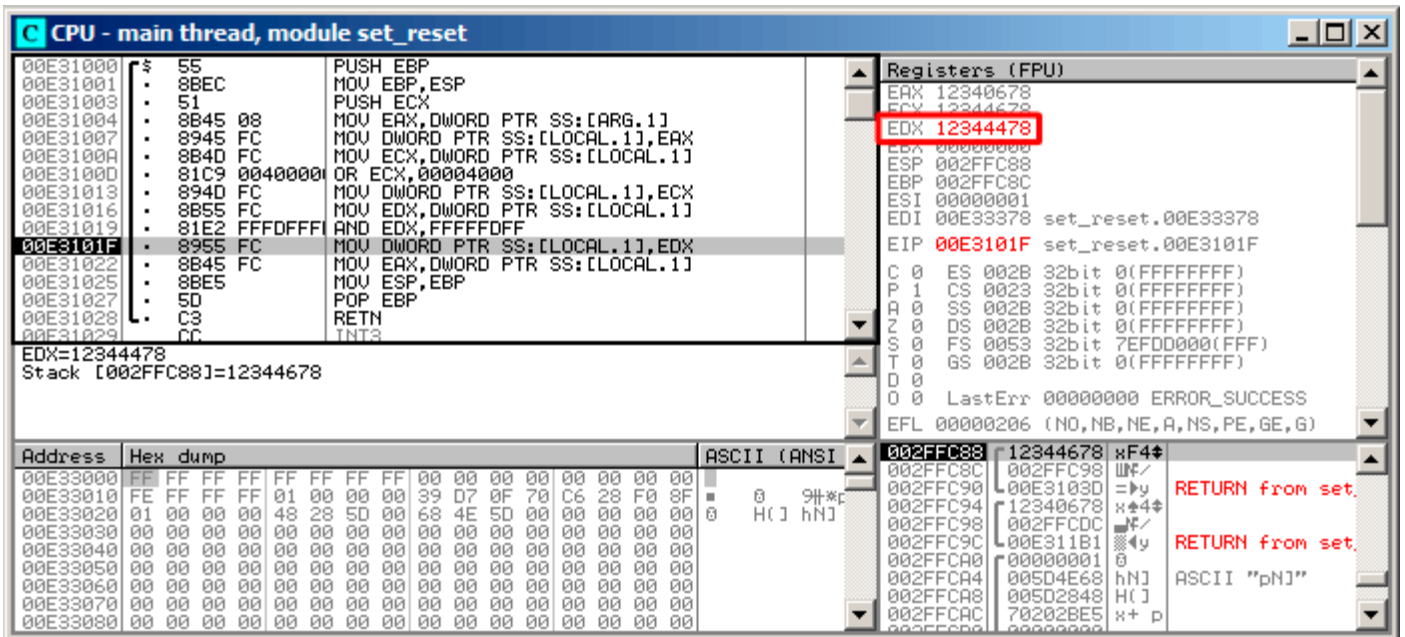 C CPU - main thread, module set_reset
00E31000 $ 55 PUSH EBP
00E31001 . 8BEC MOV EBP,ESP
00E31003 . 51 PUSH ECX
00E31004 . 8B45 08 MOV EAX,DWORD PTR SS:[ARG.1]
00E31007 . 8945 FC MOV DWORD PTR SS:[LOCAL.1],EAX
00E3100A . 8B4D FC MOV ECX,DWORD PTR SS:[LOCAL.1]
00E3100D . 81C9 00400000 OR ECX,00004000
00E31013 . 894D FC MOV DWORD PTR SS:[LOCAL.1],ECX
00E31016 . 8B55 FC MOV EDX,DWORD PTR SS:[LOCAL.1]
00E31019 . 81E2 FFFDFFFF AND EDX,FFFFFDFF
00E3101F . 8955 FC MOV DWORD PTR SS:[LOCAL.1],EDX
00E31022 . 8B45 FC MOV EAX,DWORD PTR SS:[LOCAL.1]
00E31025 . 8BE5 MOV ESP,EBP
00E31027 . 5D POP EBP
00E31028 . C3 RETN
00E31029 CC INT3
EDX=12344478
Stack [002FFC88]=12344678
Registers (FPU)
EAX 12340678
ECX 12344678
EDX 12344478
EBX 00000000
ESP 002FFC88
EBP 002FFC8C
ESI 00000001
EDI 00E33378 set_reset.00E33378
EIP 00E3101F set_reset.00E3101F
C 0 ES 002B 32bit 0(FFFFFFFF)
P 1 CS 0023 32bit 0(FFFFFFFF)
A 0 SS 002B 32bit 0(FFFFFFFF)
Z 0 DS 002B 32bit 0(FFFFFFFF)
S 0 FS 0053 32bit 7EFDD000(FFF)
T 0 GS 002B 32bit 0(FFFFFFFF)
D 0
O 0 LastErr 00000000 ERROR_SUCCESS
EFL 00000206 (NO,NB,NE,A,NS,PE,GE,G)
Address Hex dump ASCII (ANSI
00E33000 FF FF FF FF FF FF FF FF 00 00 00 00 00 00 00 00
00E33010 FE FF FF FF 01 00 00 00 39 D7 0F 70 C6 28 F0 8F
00E33020 01 00 00 00 48 28 5D 00 68 4E 5D 00 00 00 00 00 H(] hN]
00E33030 00 00 00 00 00 00 00 00 00 00 00 00 00 00 00 00
00E33040 00 00 00 00 00 00 00 00 00 00 00 00 00 00 00 00
00E33050 00 00 00 00 00 00 00 00 00 00 00 00 00 00 00 00
00E33060 00 00 00 00 00 00 00 00 00 00 00 00 00 00 00 00
00E33070 00 00 00 00 00 00 00 00 00 00 00 00 00 00 00 00
00E33080 00 00 00 00 00 00 00 00 00 00 00 00 00 00 00 00
002FFC88 12344678 xF4
002FFC8C 002FFC98
002FFC90 00E3103D RETURN from set_
002FFC94 12340678
002FFC98 002FFCDC
002FFC9C 00E311B1 RETURN from set_
002FFCA0 00000001
002FFCA4 005D4E68 hN] ASCII "pN]"
002FFCA8 005D2848 H(]
002FFCAC 70202BE5 x+ p